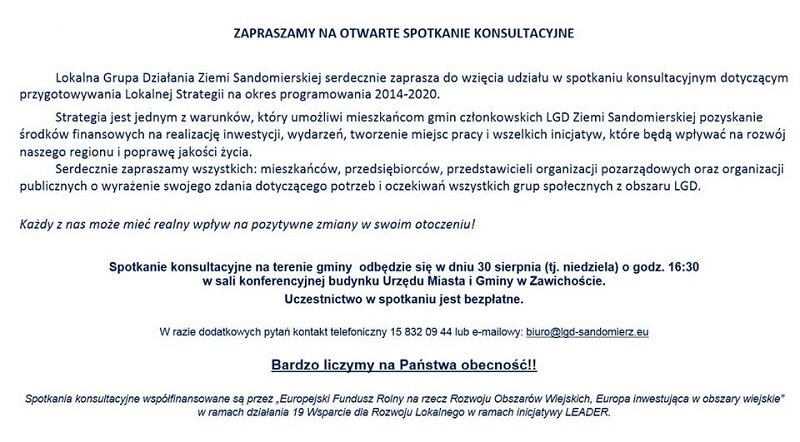 ZAPRASZAMY NA OTWARTE SPOTKANIE KONSULTACYJNE
Lokalna Grupa Działania Ziemi Sandomierskiej serdecznie zaprasza do wzięcia udziału w spotkaniu konsultacyjnym dotyczącym
przygotowywania Lokalnej Strategii na okres programowania 2014-2020.
Strategia jest jednym z warunków, który umożliwi mieszkańcom gmin członkowskich LGD Ziemi Sandomierskiej pozyskanie
środków finansowych na realizację inwestycji, wydarzeń, tworzenie miejsc pracy i wszelkich inicjatyw, które będą wpływać na rozwój
naszego regionu i poprawę jakości życia.
Serdecznie zapraszamy wszystkich: mieszkańców, przedsiębiorców, przedstawicieli organizacji pozarządowych oraz organizacji
publicznych o wyrażenie swojego zdania dotyczącego potrzeb i oczekiwań wszystkich grup społecznych z obszaru LGD.
Każdy z nas może mieć realny wpływ na pozytywne zmiany w swoim otoczeniu!
Spotkanie konsultacyjne na terenie gminy odbędzie się w dniu 30 sierpnia (tj. niedziela) o godz. 16:30
w sali konferencyjnej budynku Urzędu Miasta i Gminy w Zawichoście.
Uczestnictwo w spotkaniu jest bezpłatne.
W razie dodatkowych pytań kontakt telefoniczny 15 832 09 44 lub e-mailowy: biuro@lgd-sandomierz.eu
Bardzo liczymy na Państwa obecność!!
Spotkania konsultacyjne współfinansowane są przez „Europejski Fundusz Rolny na rzecz Rozwoju Obszarów Wiejskich, Europa inwestująca w obszary wiejskie”
w ramach działania 19 Wsparcie dla Rozwoju Lokalnego w ramach inicjatywy LEADER.